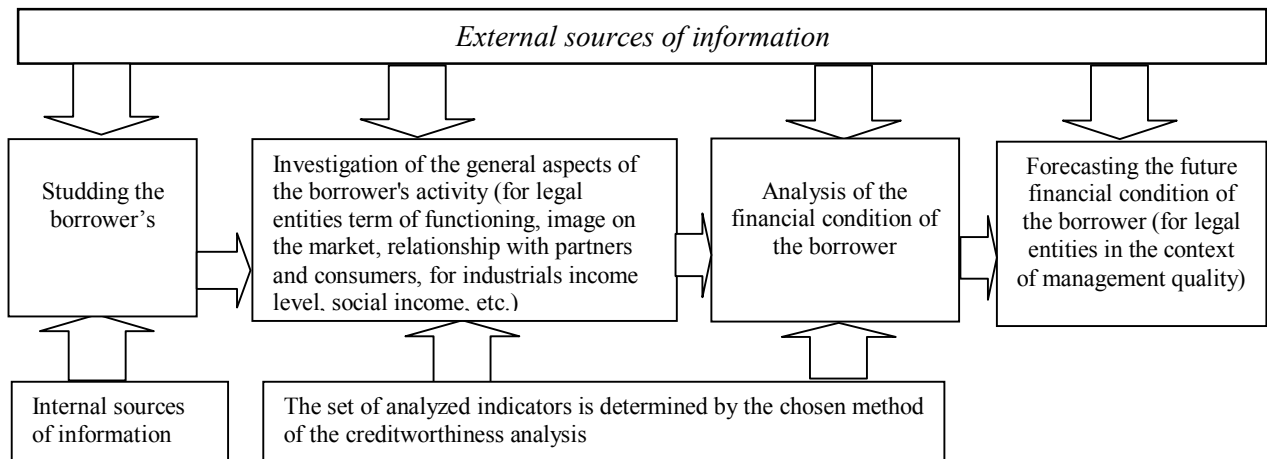 External sources of information
Studding the
borrower's
Investigation of the general aspects of
the borrower's activity (for legal
entities term of functioning, image on
the market, relationship with partners
and consumers, for industrials income
level, social income, etc.)
Analysis of the
financial condition of
the borrower
Forecasting the future
financial condition of
the borrower (for legal
entities in the context
of management quality)
Internal sources
of information
The set of analyzed indicators is determined by the chosen method
of the creditworthiness analysis